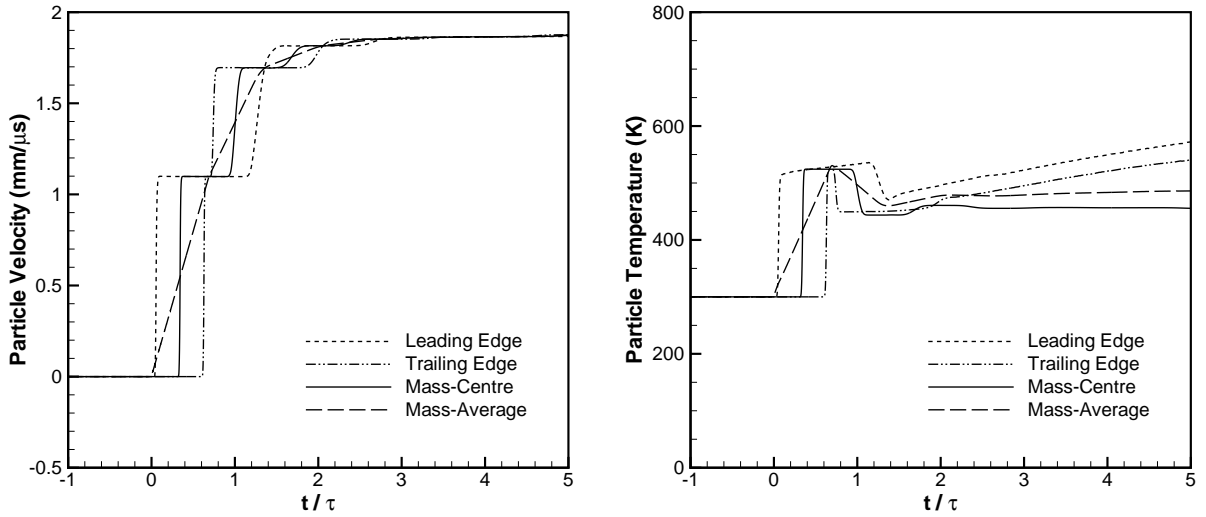 2
1.5
1
0.5
0
-0.5
-1 0 1 2 3 4 5
t / τ
Particle Velocity (mm/μs)
Leading Edge
Trailing Edge
Mass-Centre
Mass-Average
800
600
400
200
0
-1 0 1 2 3 4 5
t / τ
Particle Temperature (K)
Leading Edge
Trailing Edge
Mass-Centre
Mass-Average